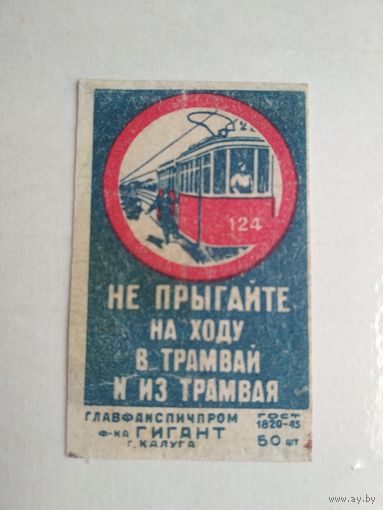 2
124
НЕ ПРЫГАЙТЕ
НА ХОДУ
В ТРАМВАЙ
И ИЗ ТРАМВАЯ
ГЛАВФАНСПИЧПРОМ
Ф-КА ГИГАНТ
Г. КАЛУГА
ГОСТ
1820-45
50 ШТ
www.ay.by